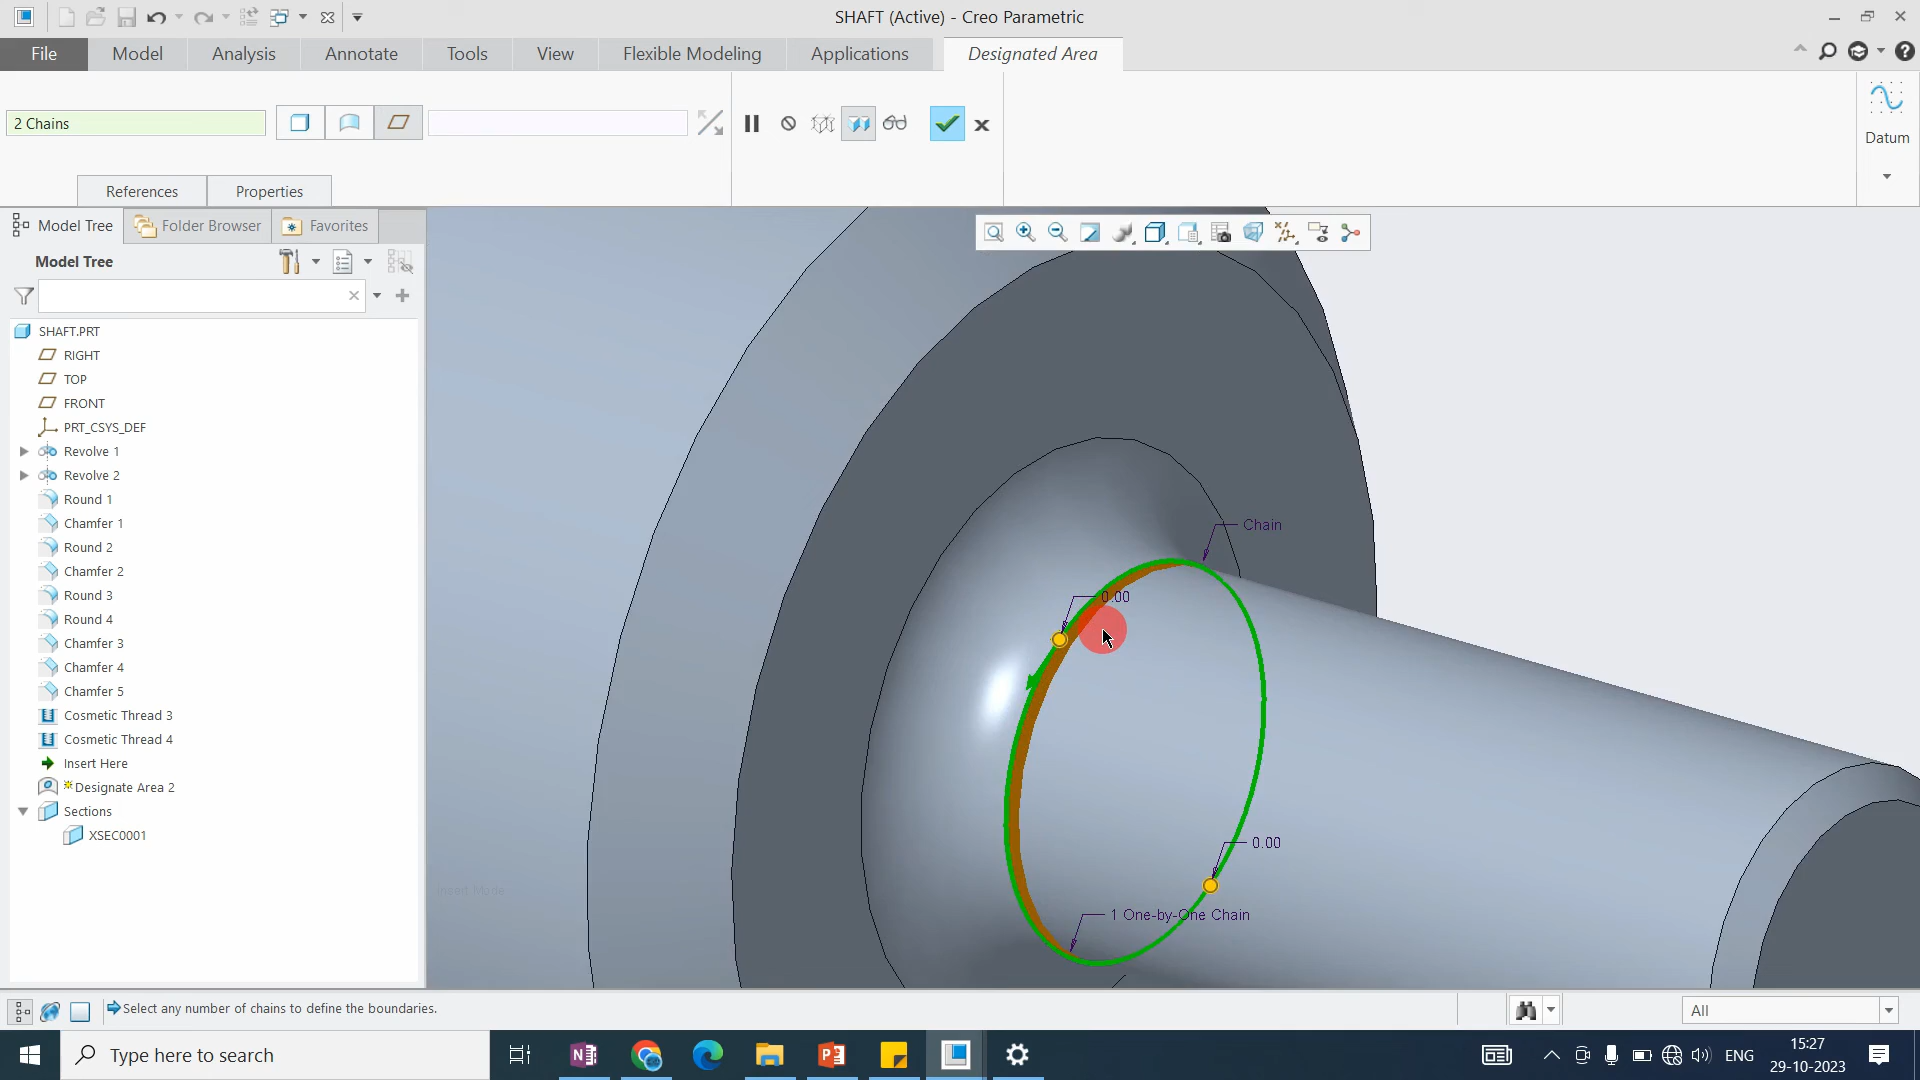 SHAFT (Active) - Creo Parametric
File
Model
Analysis
Annotate
Tools
View
Flexible Modeling
Applications
Designated Area
2 Chains
References
Properties
Datum
Model Tree
Folder Browser
Favorites
Model Tree
SHAFT.PRT
RIGHT
TOP
FRONT
PRT_CSYS_DEF
Revolve 1
Revolve 2
Round 1
Chamfer 1
Round 2
Chamfer 2
Round 3
Round 4
Chamfer 3
Chamfer 4
Chamfer 5
Cosmetic Thread 3
Cosmetic Thread 4
Insert Here
Designate Area 2
Sections
XSEC0001
Chain
0.00
0.00
1 One-by-One Chain
Insert Mode
Select any number of chains to define the boundaries.
All
Type here to search
ENG
15:27
29-10-2023